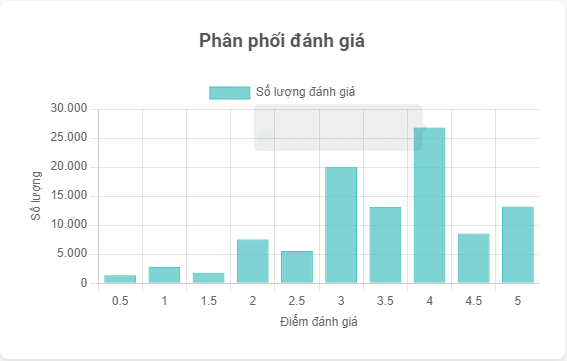 Phân phối đánh giá
Số lượng đánh giá
30.000
25.000
20.000
15.000
10.000
5.000
0
Số lượng
0.5 1 1.5 2 2.5 3 3.5 4 4.5 5
Điểm đánh giá